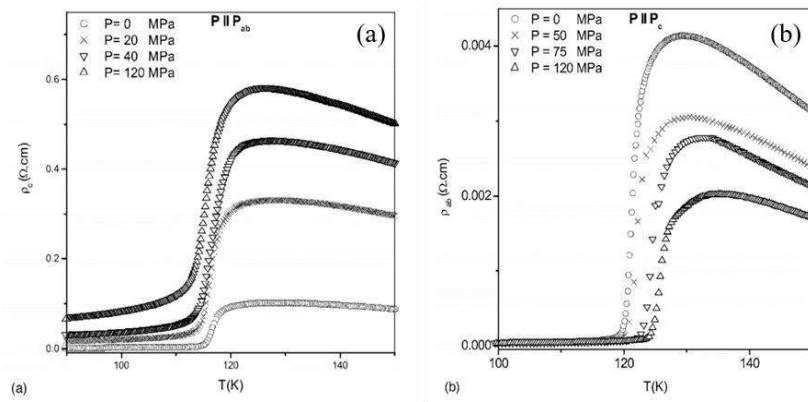 P= 0 MPa
P= 20 MPa
P= 40 MPa
P= 120 MPa
P ∥ P_ab
(a)
0.6
0.4
0.2
0.0
ρ_c (Ω.cm)
100
120
140
T(K)
(a)
P = 0 MPa
P = 50 MPa
P = 75 MPa
P = 120 MPa
P ∥ P_c
(b)
0.004
0.002
0.000
ρ_ab (Ω.cm)
100
120
130
140
T(K)
(b)